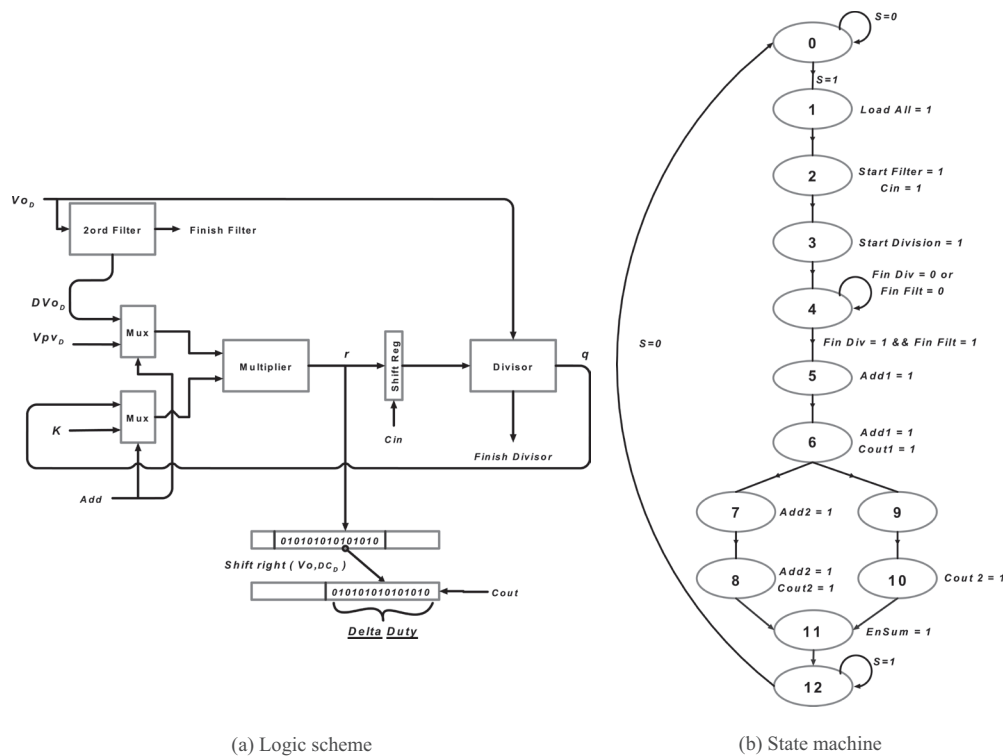 Vo_D
2ord Filter
Finish Filter
DVo_D
Vpv_D
Mux
Multiplier
r
Shift Reg
Divisor
q
Mux
K
Cin
Finish Divisor
Add
010101010101010
Shift right ( Vo,DC_D )
010101010101010
Cout
Delta Duty
(a) Logic scheme
S=0
0
S=1
1
Load All = 1
2
Start Filter = 1
Cin = 1
3
Start Division = 1
Fin Div = 0 or
Fin Filt = 0
4
S=0
Fin Div = 1 && Fin Filt = 1
5
Add1 = 1
6
Add1 = 1
Cout1 = 1
7
Add2 = 1
9
8
Add2 = 1
Cout2 = 1
10
Cout 2 = 1
11
EnSum = 1
S=1
12
(b) State machine